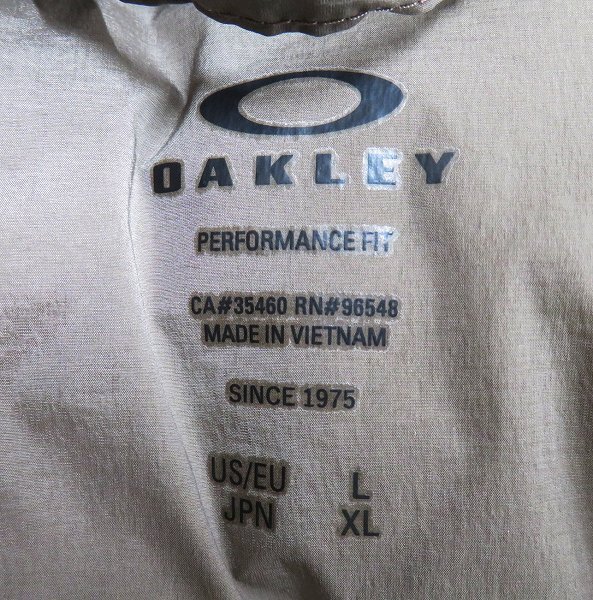 OAKLEY
PERFORMANCE FIT
CA#35460 RN#96548
MADE IN VIETNAM
SINCE 1975
US/EU L
JPN XL